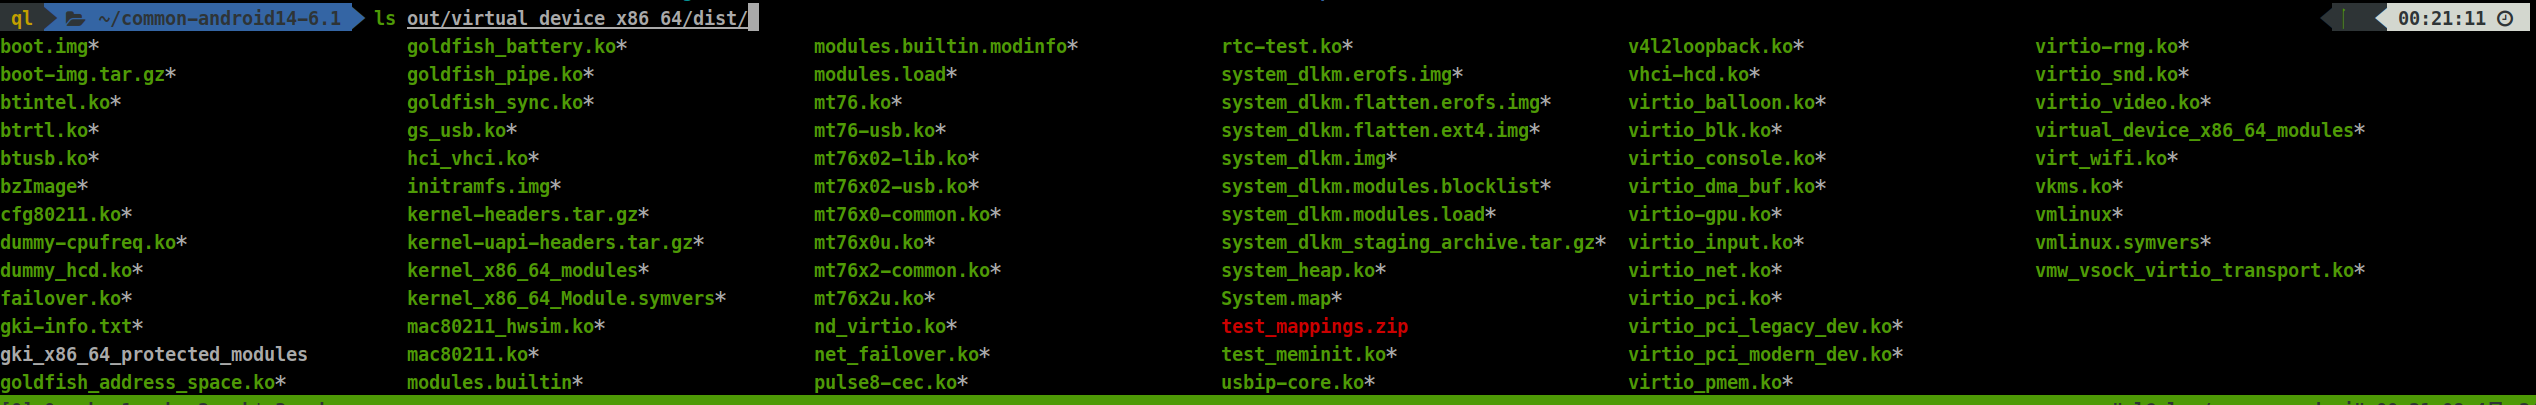 ql ~/common-android14-6.1 ls out/virtual_device_x86_64/dist/ 00:21:11
boot.img* goldfish_battery.ko* modules.builtin.modinfo* rtc-test.ko* v4l2loopback.ko* virtio-rng.ko*
boot-img.tar.gz* goldfish_pipe.ko* modules.load* system_dlkm.erofs.img* vhci-hcd.ko* virtio_snd.ko*
btintel.ko* goldfish_sync.ko* mt76.ko* system_dlkm.flatten.erofs.img* virtio_balloon.ko* virtio_video.ko*
btrtl.ko* gs_usb.ko* mt76-usb.ko* system_dlkm.flatten.ext4.img* virtio_blk.ko* virtual_device_x86_64_modules*
btusb.ko* hci_vhci.ko* mt76x02-lib.ko* system_dlkm.img* virtio_console.ko* virt_wifi.ko*
bzImage* initramfs.img* mt76x02-usb.ko* system_dlkm.modules.blocklist* virtio_dma_buf.ko* vkms.ko*
cfg80211.ko* kernel-headers.tar.gz* mt76x0-common.ko* system_dlkm.modules.load* virtio-gpu.ko* vmlinux*
dummy-cpufreq.ko* kernel-uapi-headers.tar.gz* mt76x0u.ko* system_dlkm_staging_archive.tar.gz* virtio_input.ko* vmlinux.symvers*
dummy_hcd.ko* kernel_x86_64_modules* mt76x2-common.ko* system_heap.ko* virtio_net.ko* vmw_vsock_virtio_transport.ko*
failover.ko* kernel_x86_64_Module.symvers* mt76x2u.ko* System.map* virtio_pci.ko*
gki-info.txt* mac80211_hwsim.ko* nd_virtio.ko* test_mappings.zip virtio_pci_legacy_dev.ko*
gki_x86_64_protected_modules mac80211.ko* net_failover.ko* test_meminit.ko* virtio_pci_modern_dev.ko*
goldfish_address_space.ko* modules.builtin* pulse8-cec.ko* usbip-core.ko* virtio_pmem.ko*